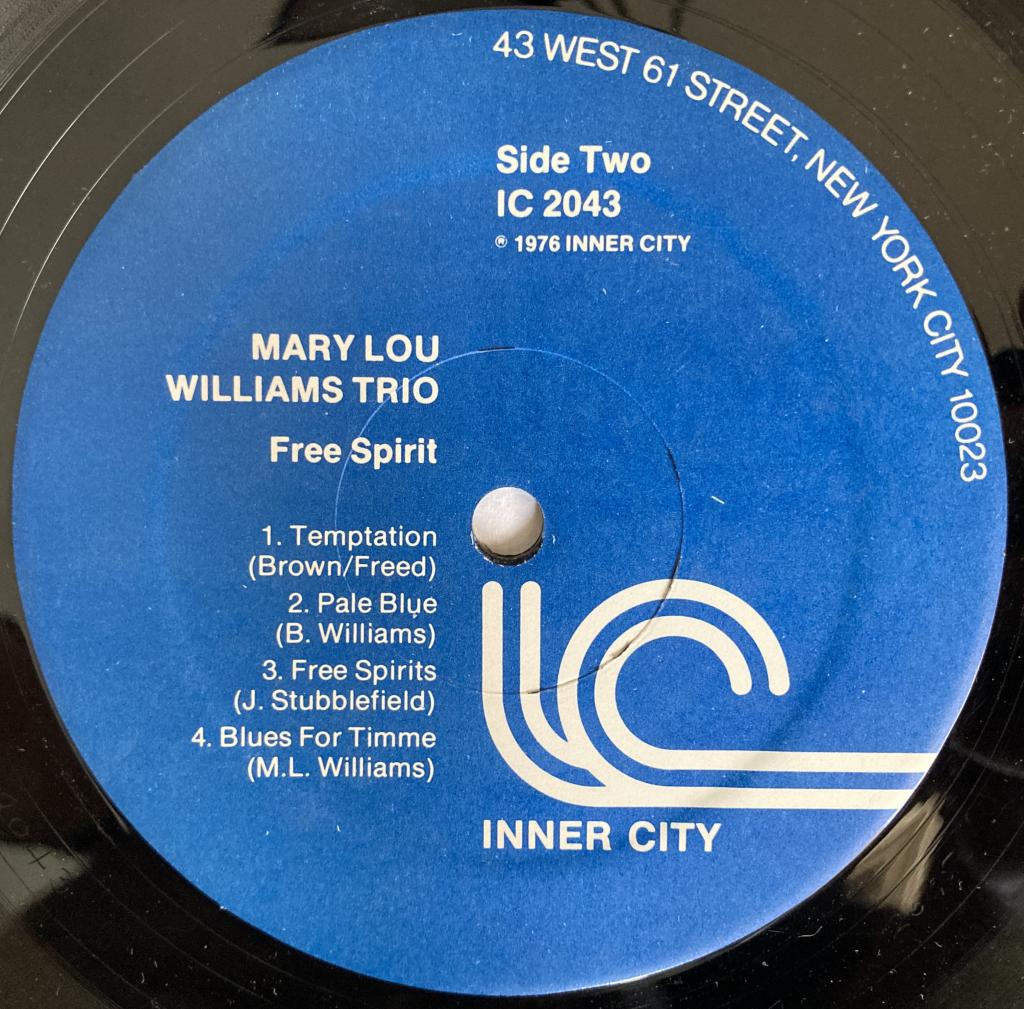 43 WEST 61 STREET, NEW YORK CITY 10023
Side Two
IC 2043
℗ 1976 INNER CITY
MARY LOU
WILLIAMS TRIO
Free Spirit
1. Temptation
(Brown/Freed)
2. Pale Blue
(B. Williams)
3. Free Spirits
(J. Stubblefield)
4. Blues For Timme
(M.L. Williams)
IC
INNER CITY